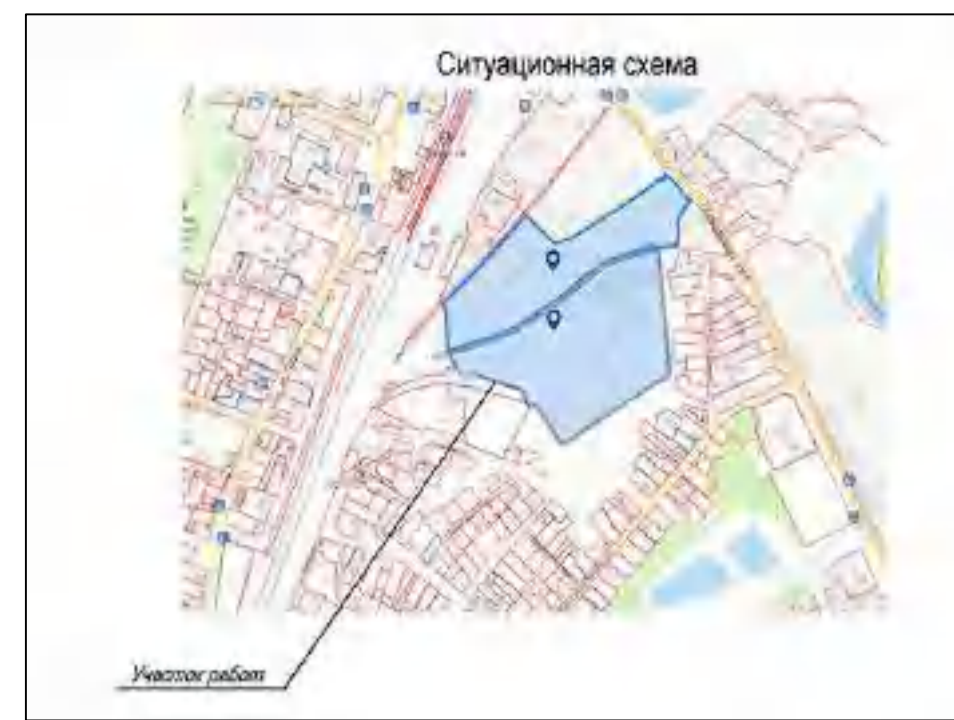 Ситуационная схема
Участок работ